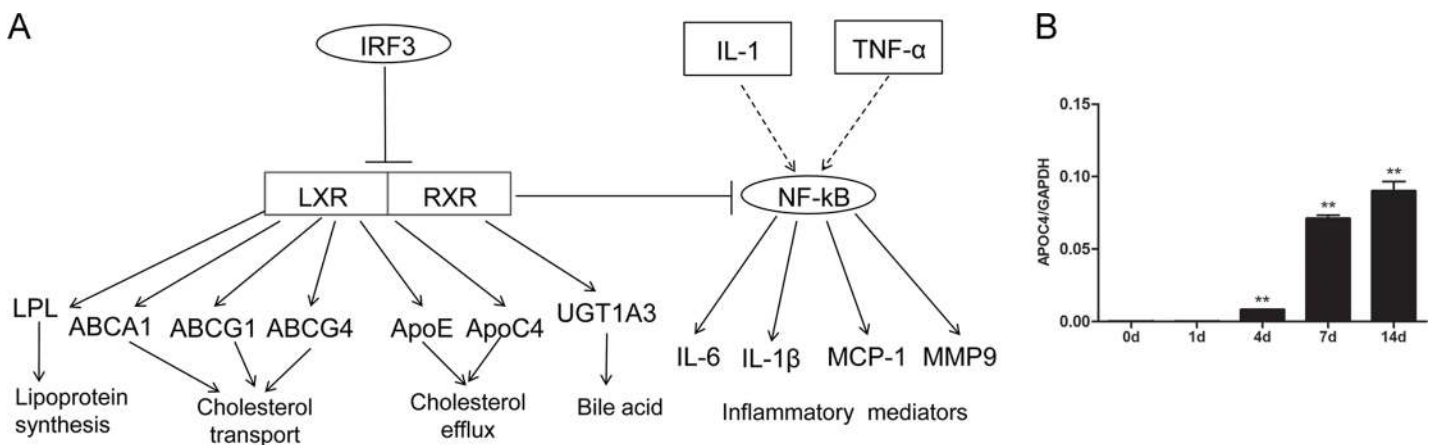 A
IRF3
IL-1
TNF-α
LXR
RXR
NF-kB
LPL
ABCA1
ABCG1
ABCG4
ApoE
ApoC4
UGT1A3
IL-6
IL-1β
MCP-1
MMP9
Lipoprotein
synthesis
Cholesterol
transport
Cholesterol
efflux
Bile acid
Inflammatory mediators
B
APOC4/GAPDH
0.15
0.10
0.05
0.00
**
**
**
0d
1d
4d
7d
14d